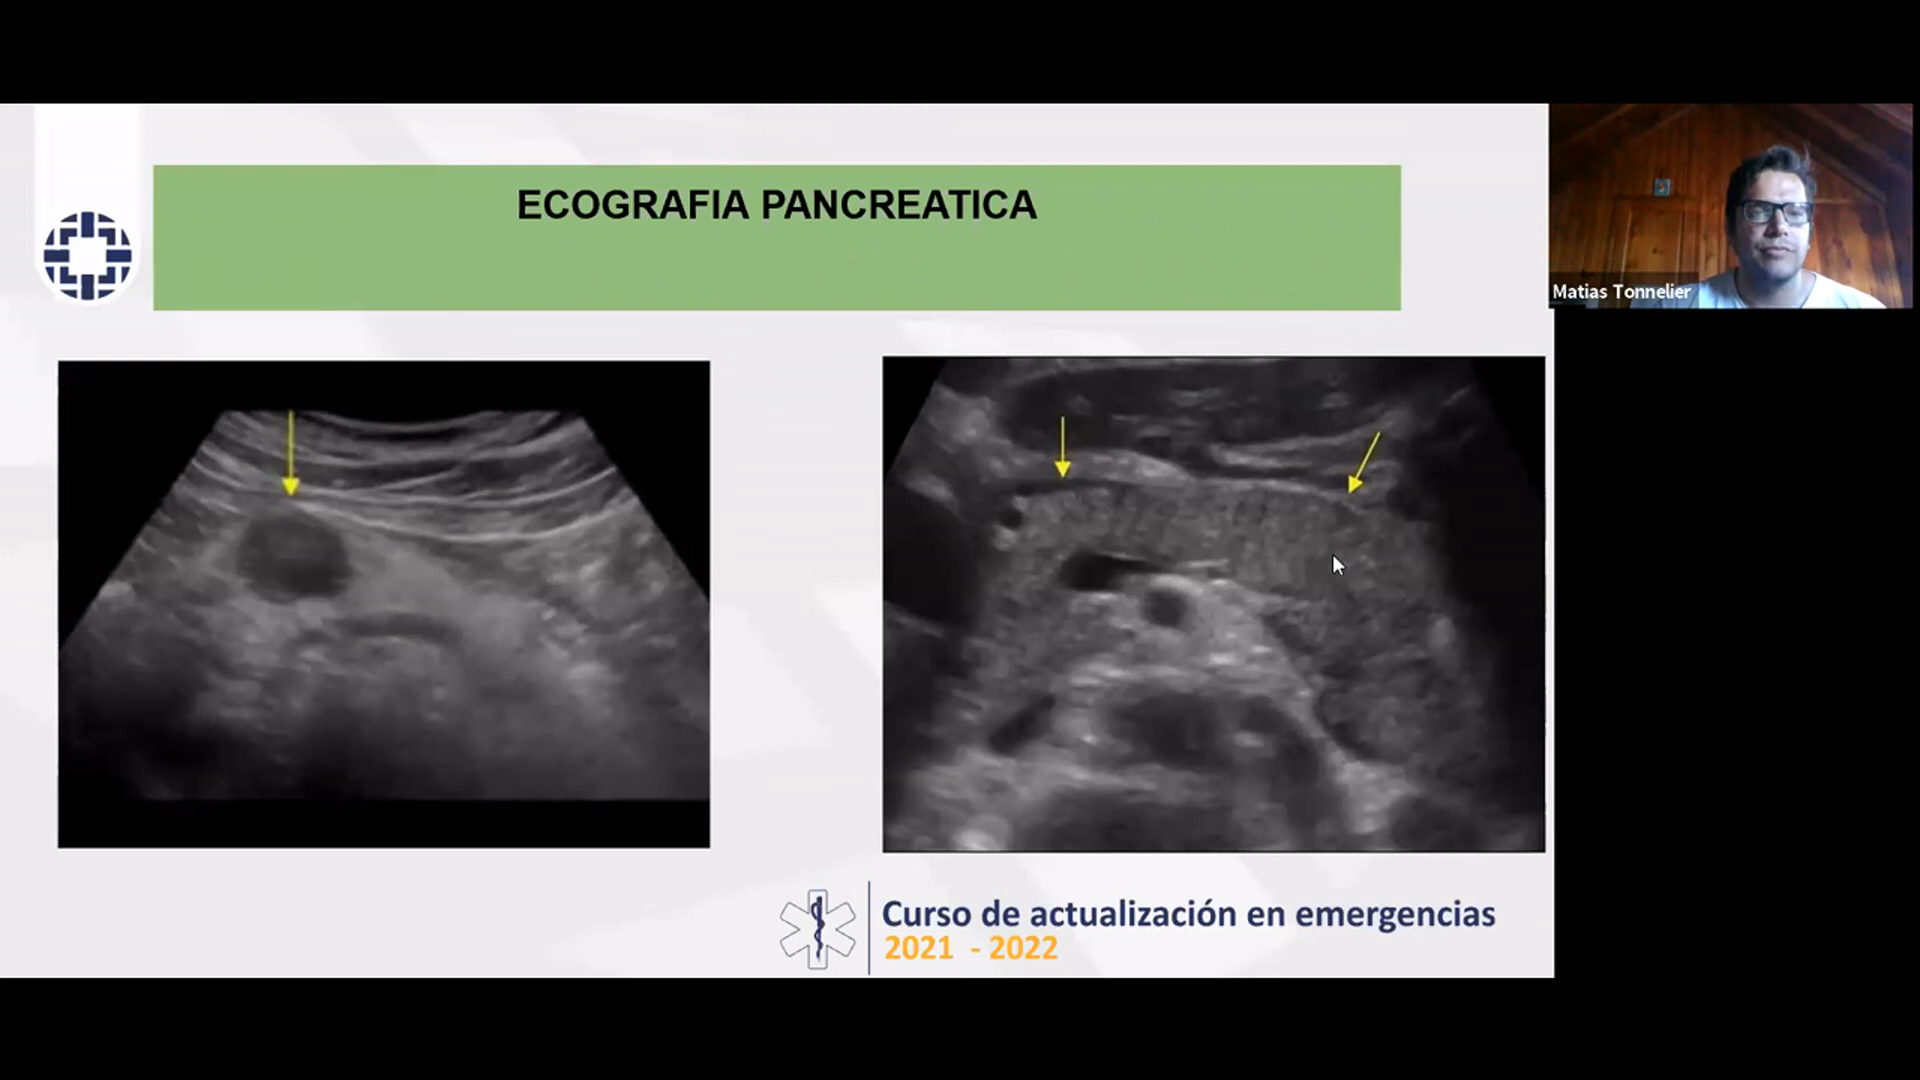 ECOGRAFIA PANCREATICA
Matias Tonnelier
Curso de actualización en emergencias
2021 - 2022